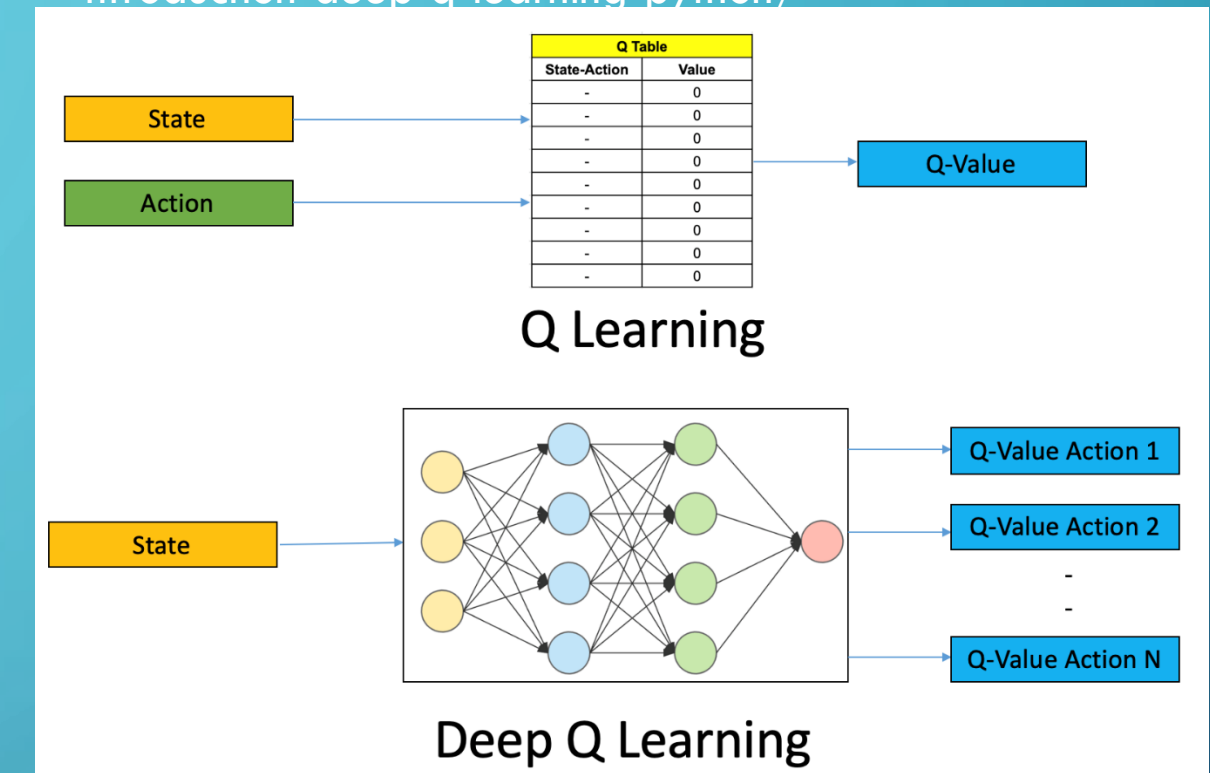 Q Table
State-Action Value
- 0
- 0
- 0
- 0
- 0
- 0
- 0
- 0
- 0
State
Action
Q-Value
Q Learning
State
Q-Value Action 1
Q-Value Action 2
-
-
Q-Value Action N
Deep Q Learning